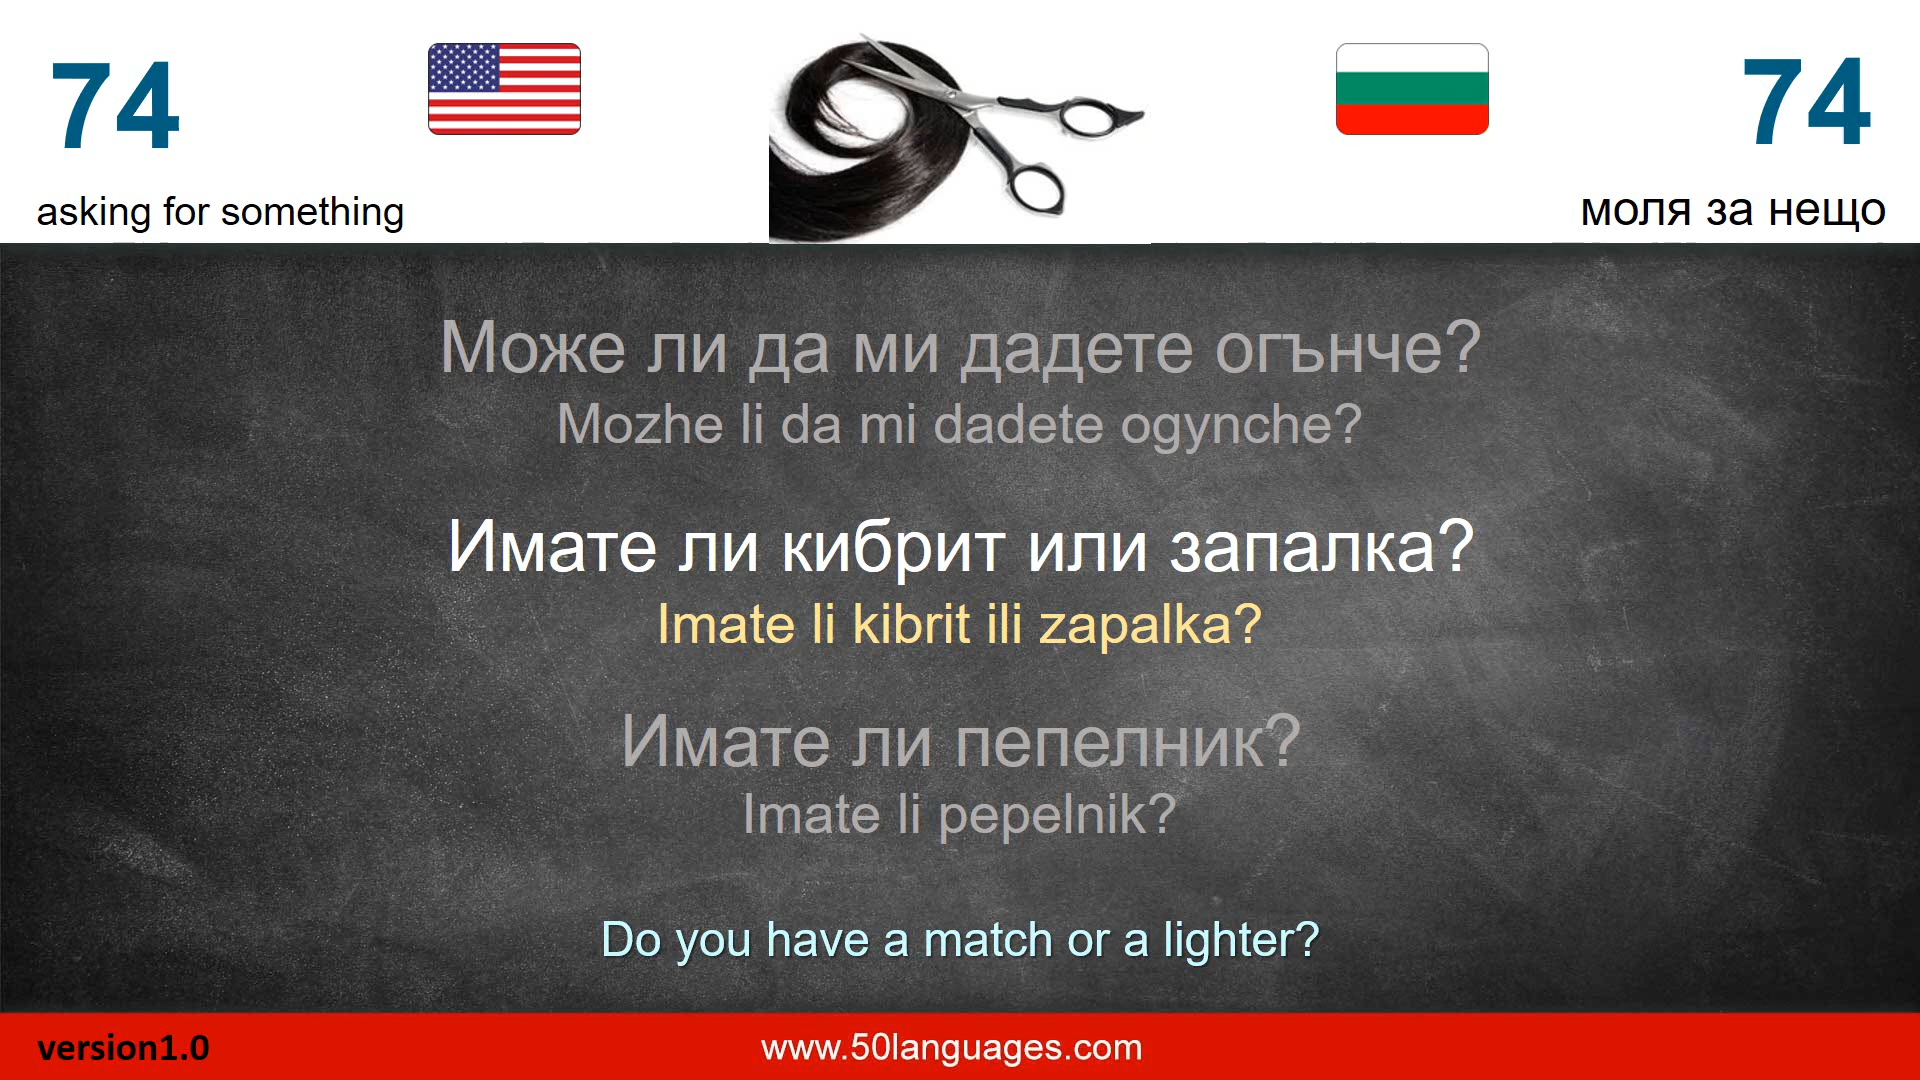 74
74
asking for something
моля за нещо
Може ли да ми дадете огънче?
Mozhe li da mi dadete ogynche?
Имате ли кибрит или запалка?
Imate li kibrit ili zapalka?
Имате ли пепелник?
Imate li pepelnik?
Do you have a match or a lighter?
version1.0
www.50languages.com